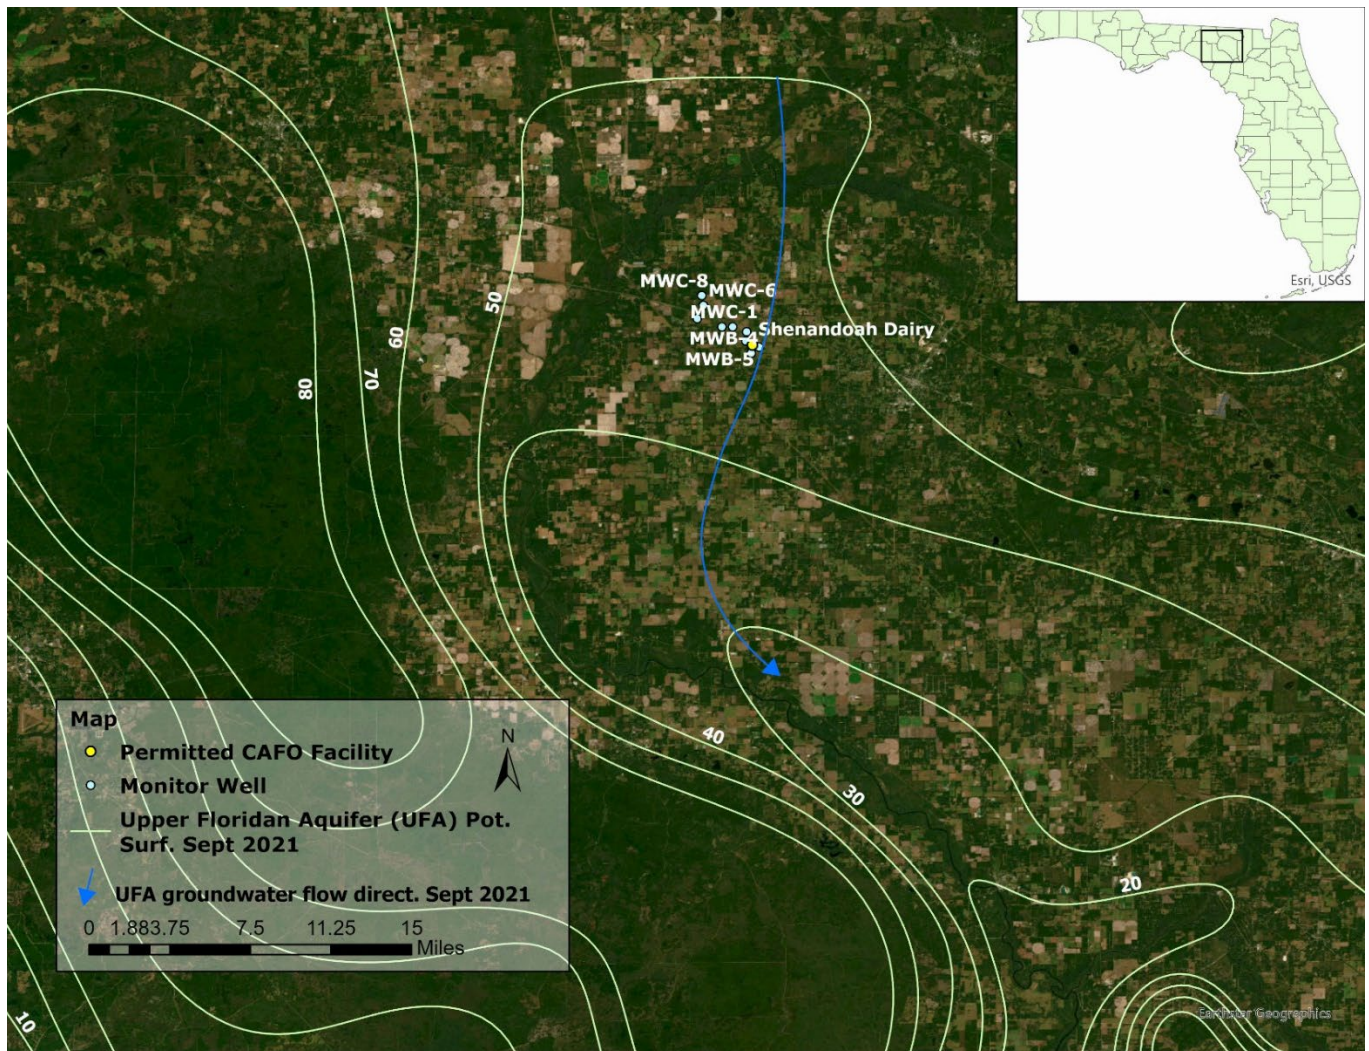 Esri, USGS
MWC-8
MWC-6
MWC-1
Shenandoah Dairy
MWB-4
MWB-5
50
60
70
80
40
30
20
10
Map
Permitted CAFO Facility
Monitor Well
Upper Floridan Aquifer (UFA) Pot.
Surf. Sept 2021
UFA groundwater flow direct. Sept 2021
N
0 1.883.75 7.5 11.25 15
Miles
Earthstar Geographics